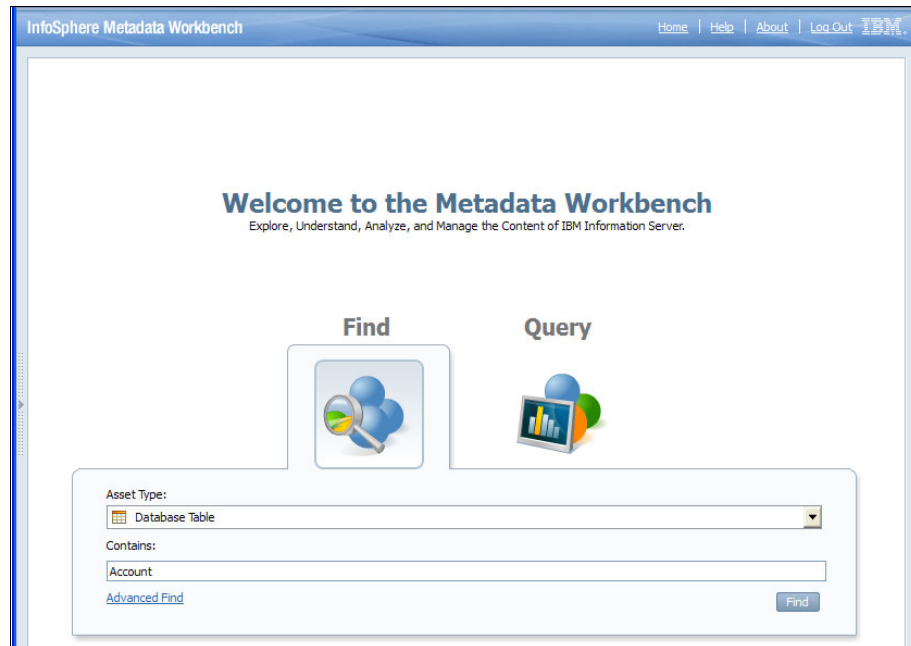 InfoSphere Metadata Workbench
Home | Help | About | Log Out IBM.
Welcome to the Metadata Workbench
Explore, Understand, Analyze, and Manage the Content of IBM Information Server.
Find Query
Asset Type:
Database Table
Contains:
Account
Advanced Find Find